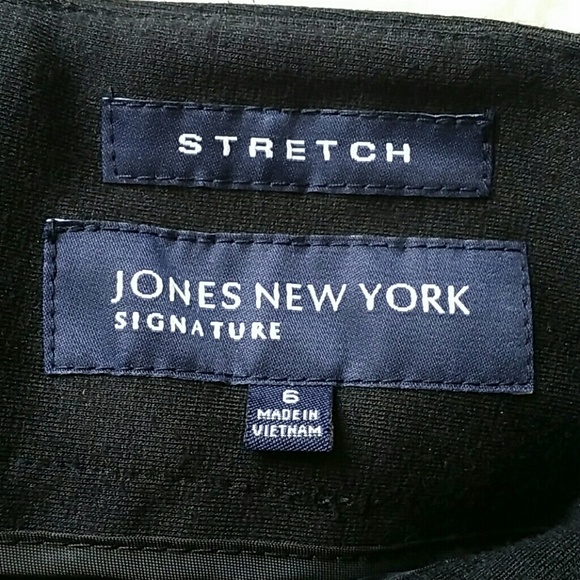 STRETCH
JONES NEW YORK
SIGNATURE
6
MADE IN
VIETNAM